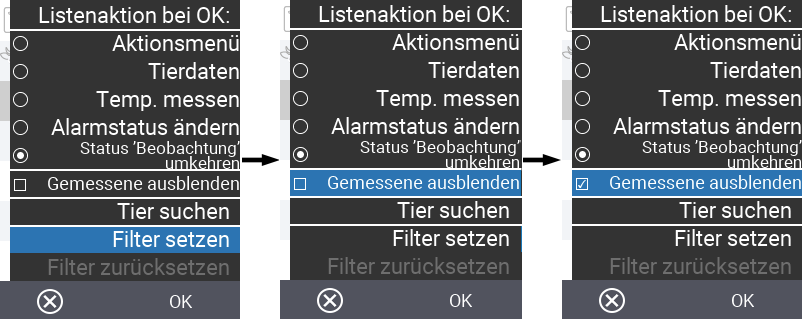 Listenaktion bei OK:
Aktionsmenü
Tierdaten
Temp. messen
Alarmstatus ändern
Status 'Beobachtung'
umkehren
Gemessene ausblenden
Tier suchen
Filter setzen
Filter zurücksetzen
OK
Listenaktion bei OK:
Aktionsmenü
Tierdaten
Temp. messen
Alarmstatus ändern
Status 'Beobachtung'
umkehren
Gemessene ausblenden
Tier suchen
Filter setzen
Filter zurücksetzen
OK
Listenaktion bei OK:
Aktionsmenü
Tierdaten
Temp. messen
Alarmstatus ändern
Status 'Beobachtung'
umkehren
Gemessene ausblenden
Tier suchen
Filter setzen
Filter zurücksetzen
OK